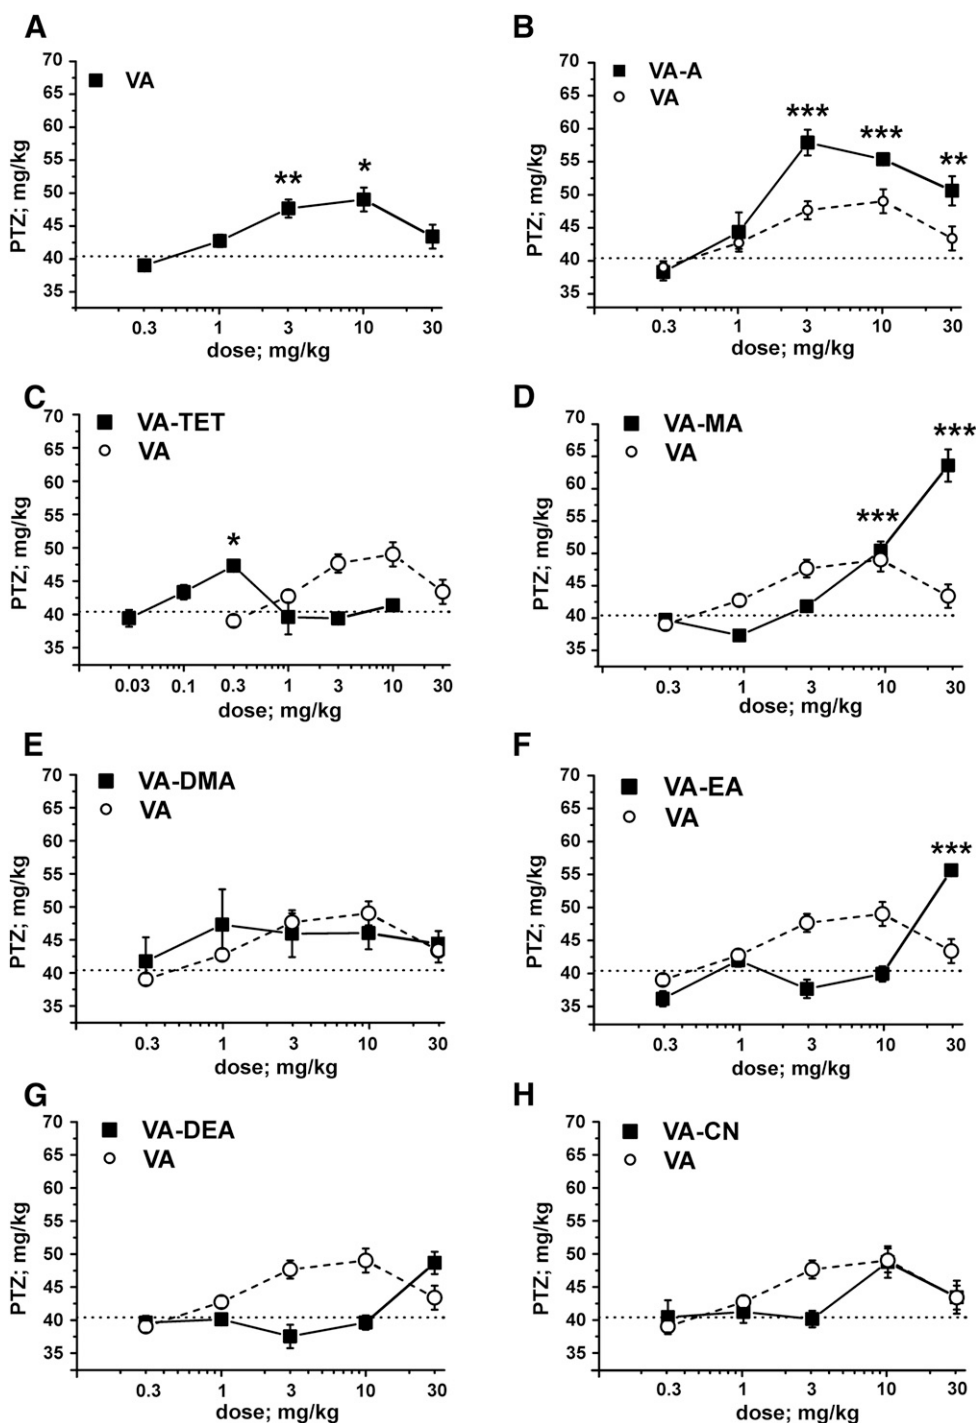 A
VA
**
*
70
65
60
55
50
45
40
35
PTZ; mg/kg
0.3 1 3 10 30
dose; mg/kg
B
VA-A
VA
***
***
**
70
65
60
55
50
45
40
35
PTZ; mg/kg
0.3 1 3 10 30
dose; mg/kg
C
VA-TET
VA
*
70
65
60
55
50
45
40
35
PTZ; mg/kg
0.03 0.1 0.3 1 3 10 30
dose; mg/kg
D
VA-MA
VA
***
***
70
65
60
55
50
45
40
35
PTZ; mg/kg
0.3 1 3 10 30
dose; mg/kg
E
VA-DMA
VA
70
65
60
55
50
45
40
35
PTZ; mg/kg
0.3 1 3 10 30
dose; mg/kg
F
VA-EA
VA
***
70
65
60
55
50
45
40
35
PTZ; mg/kg
0.3 1 3 10 30
dose; mg/kg
G
VA-DEA
VA
70
65
60
55
50
45
40
35
PTZ; mg/kg
0.3 1 3 10 30
dose; mg/kg
H
VA-CN
VA
70
65
60
55
50
45
40
35
PTZ; mg/kg
0.3 1 3 10 30
dose; mg/kg